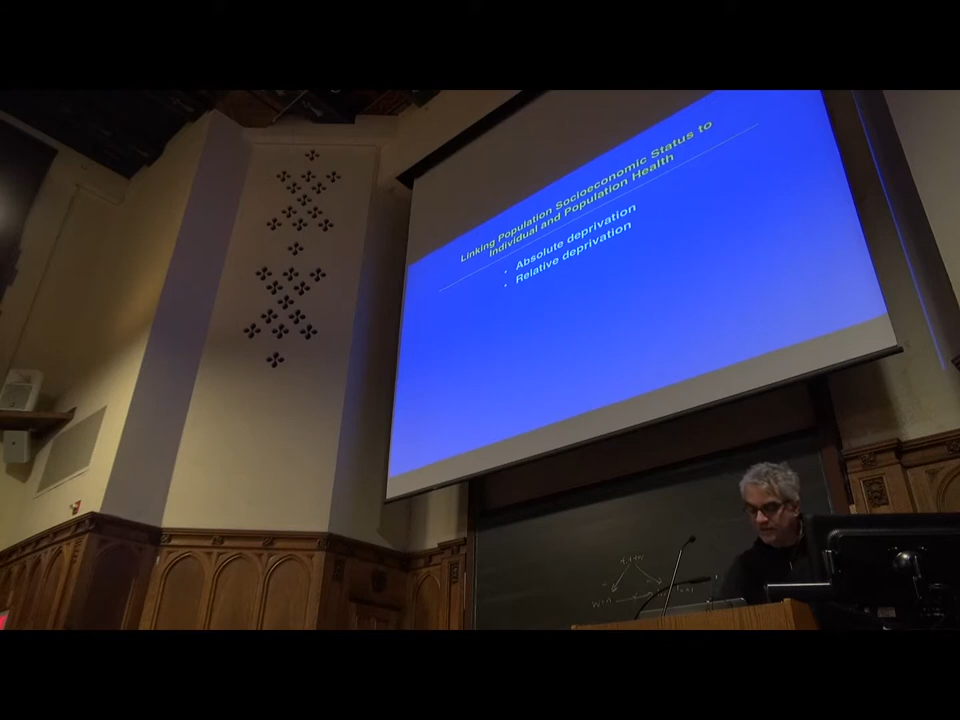 Linking Population Socioeconomic Status to
Individual and Population Health
• Absolute deprivation
• Relative deprivation